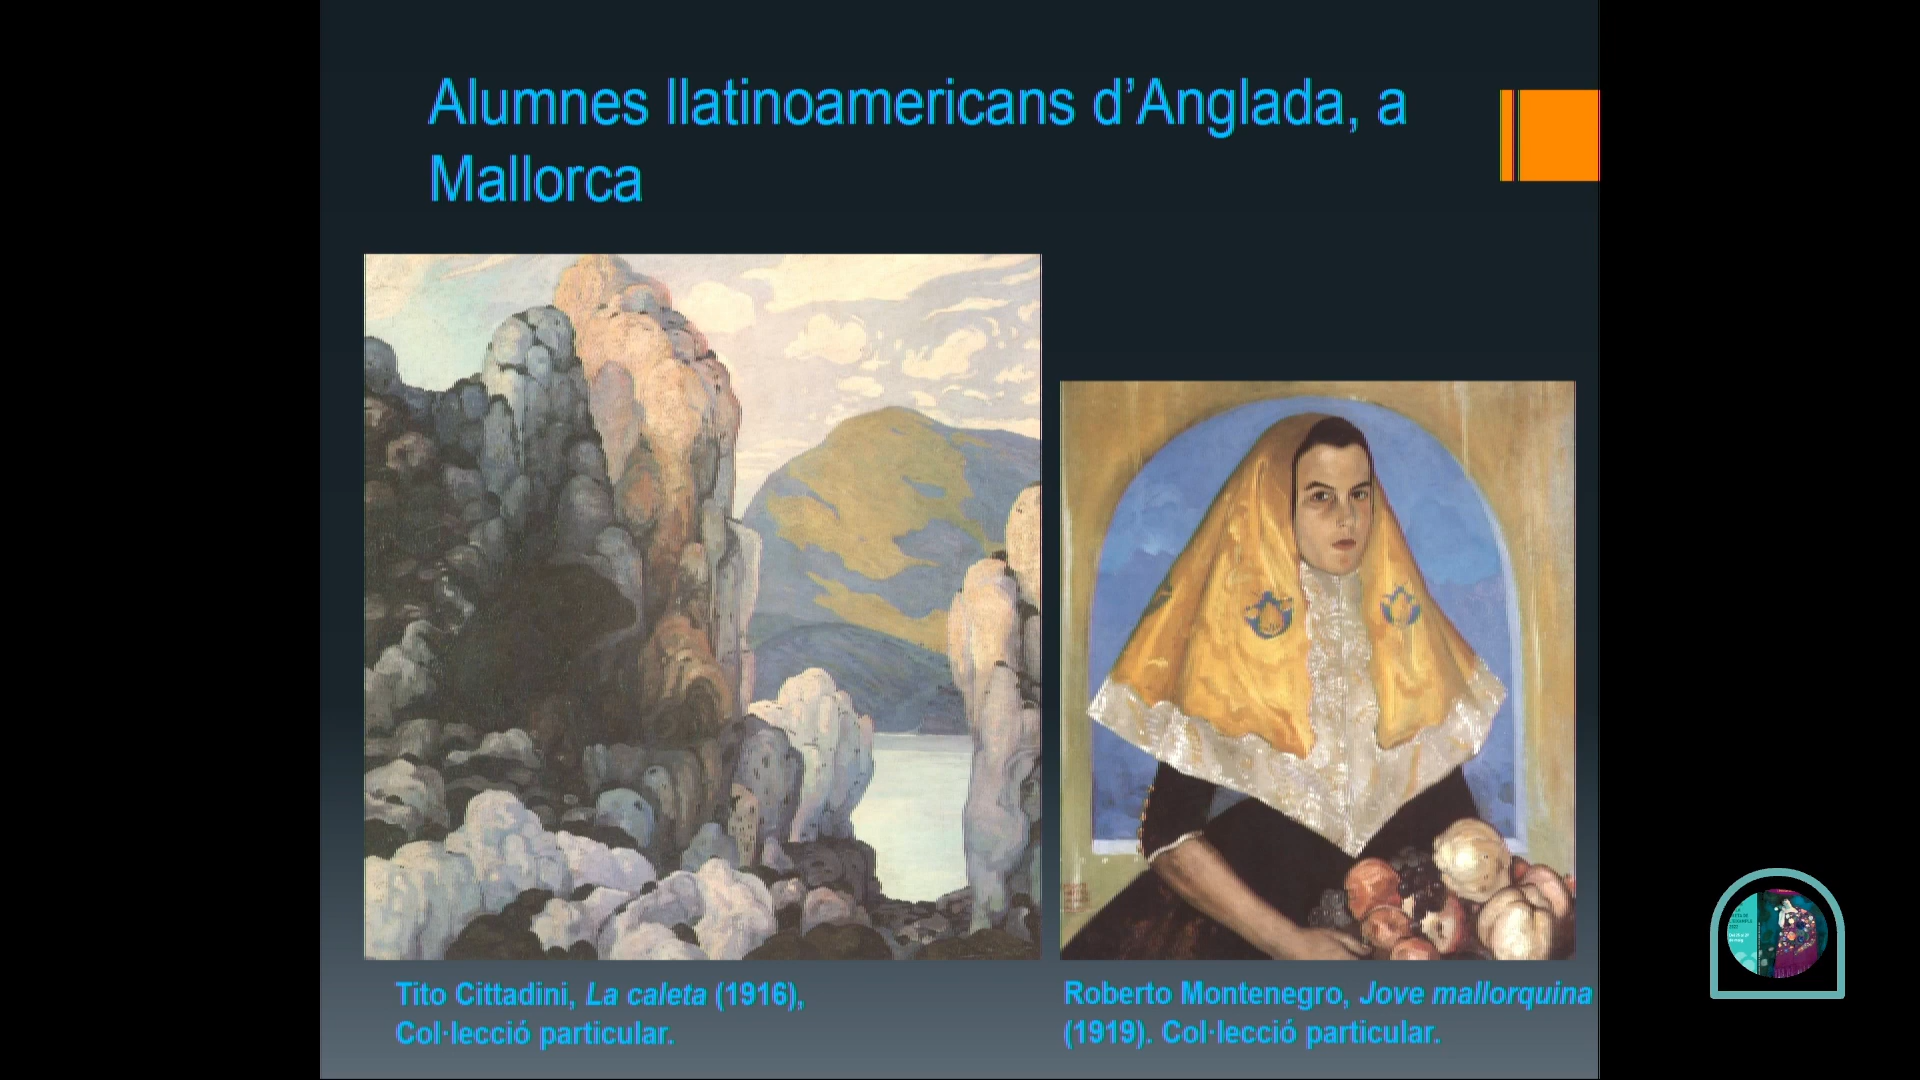 Alumnes llatinoamericans d’Anglada, a
Mallorca
Tito Cittadini, La caleta (1916),
Col·lecció particular.
Roberto Montenegro, Jove mallorquina
(1919). Col·lecció particular.